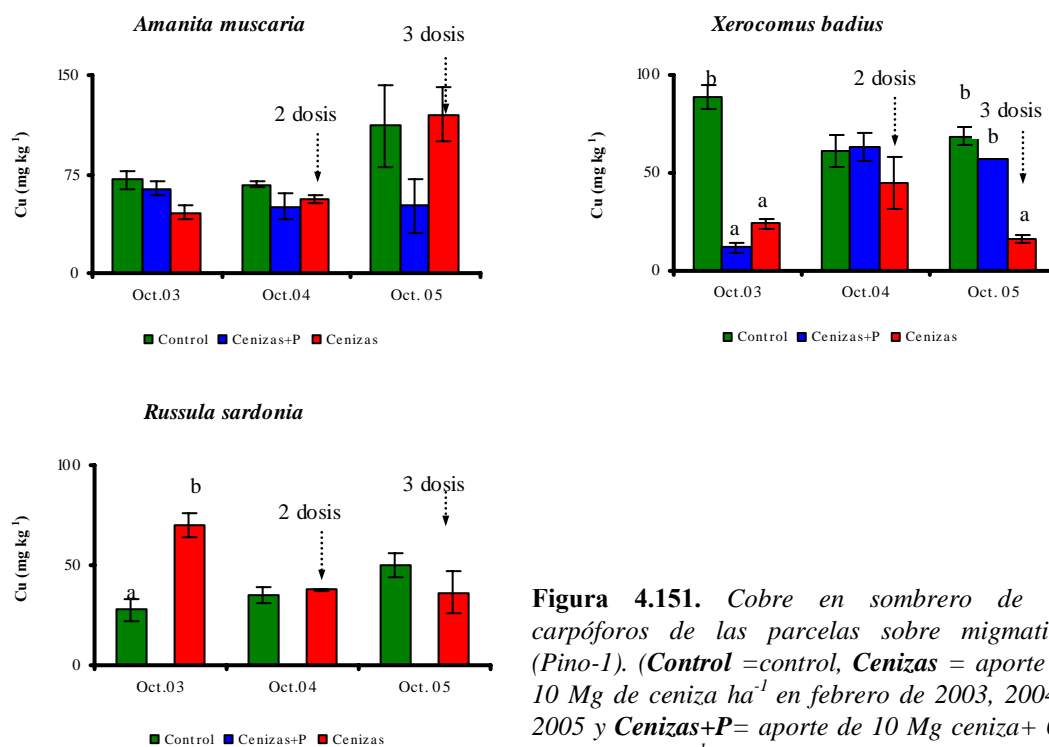 Amanita muscaria
3 dosis
2 dosis
150
75
0
Cu (mg kg-1)
Oct.03
Oct.04
Oct. 05
Control
Cenizas+P
Cenizas
Xerocomus badius
100
b
2 dosis
b
3 dosis
b
50
a
a
a
0
Cu (mg kg-1)
Oct.03
Oct.04
Oct. 05
Control
Cenizas+P
Cenizas
Russula sardonia
100
b
3 dosis
2 dosis
50
a
0
Cu (mg kg-1)
Oct.03
Oct.04
Oct.05
Control
Cenizas+P
Cenizas
Figura 4.151. Cobre en sombrero de
carpóforos de las parcelas sobre
(Pino-1). (Control =control, Cenizas = aporte
10 Mg de ceniza ha-1 en febrero de 2003, 2004
2005 y Cenizas+P= aporte de 10 Mg ceniza+